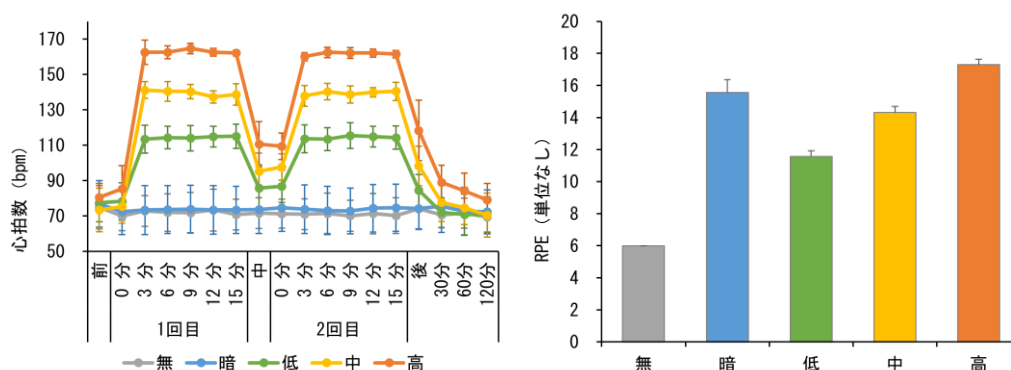 心拍数 (bpm)
170
150
130
110
90
70
50
前
0分
3分
6分
9分
12分
15分
中
0分
3分
6分
9分
12分
15分
後
30分
60分
120分
1回目
2回目
無 暗 低 中 高
RPE (単位なし)
20
18
16
14
12
10
8
6
4
2
0
無 暗 低 中 高